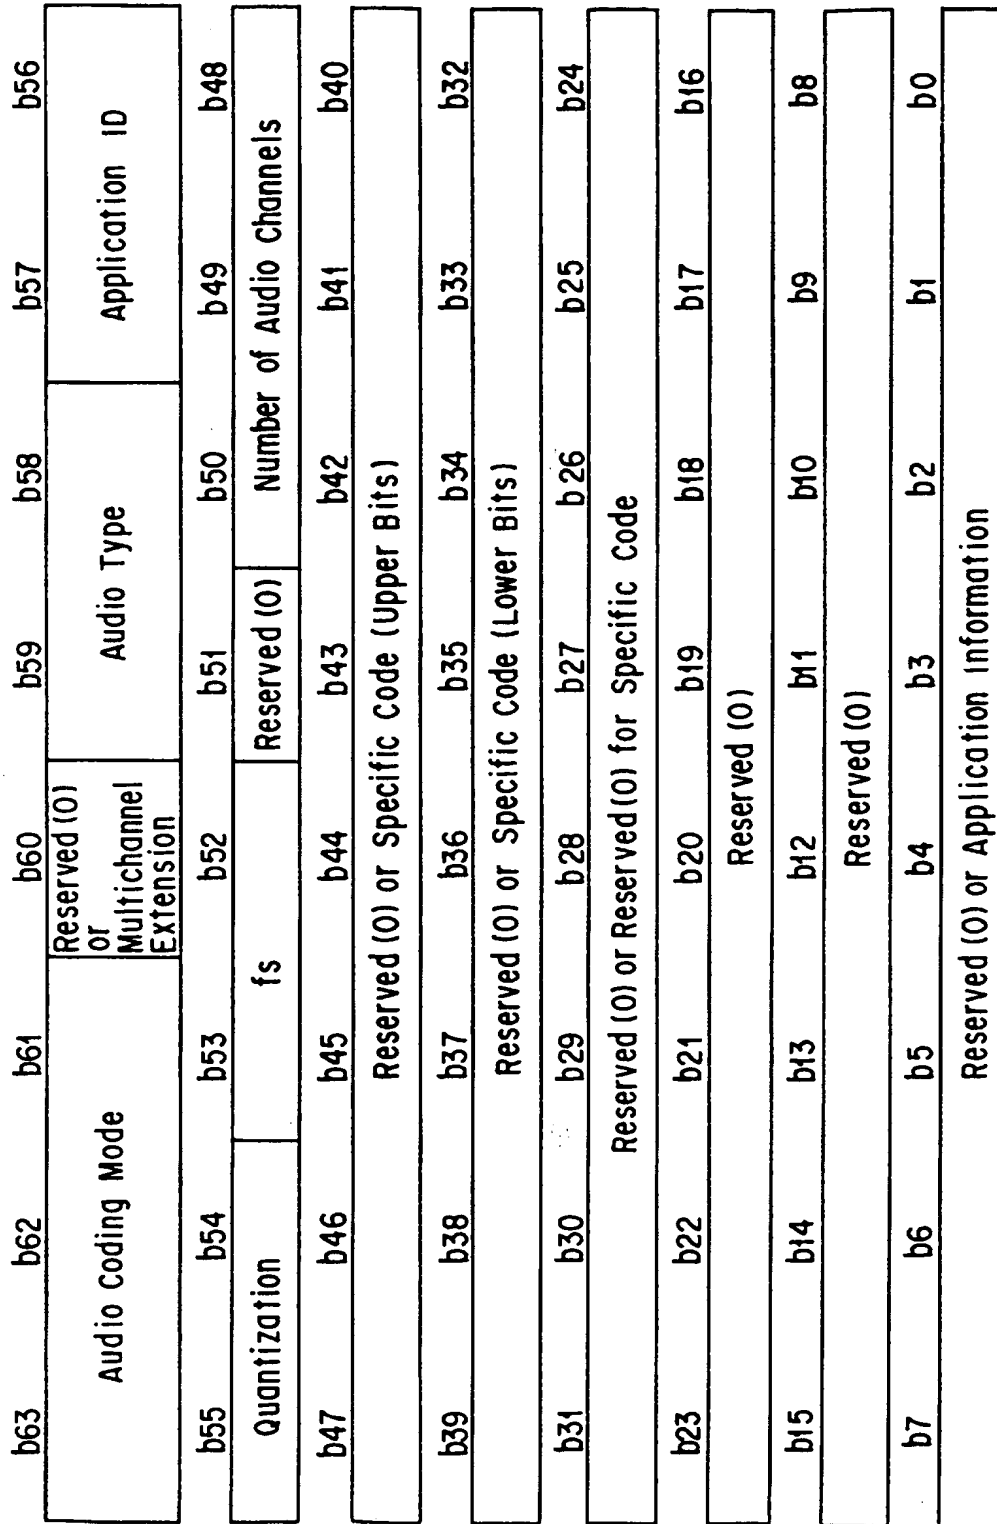 b63 b62 b61 b60 b59 b58 b57 b56
Audio Coding Mode
Reserved (0)
or
Multichannel
Extension
Audio Type
Application ID
b55 b54 b53 b52 b51 b50 b49 b48
Quantization
fs
Reserved (0)
Number of Audio Channels
b47 b46 b45 b44 b43 b42 b41 b40
Reserved (0) or Specific Code (Upper Bits)
b39 b38 b37 b36 b35 b34 b33 b32
Reserved (0) or Specific Code (Lower Bits)
b31 b30 b29 b28 b27 b26 b25 b24
Reserved (0) or Reserved (0) for Specific Code
b23 b22 b21 b20 b19 b18 b17 b16
Reserved (0)
b15 b14 b13 b12 b11 b10 b9 b8
Reserved (0)
b7 b6 b5 b4 b3 b2 b1 b0
Reserved (0) or Application Information